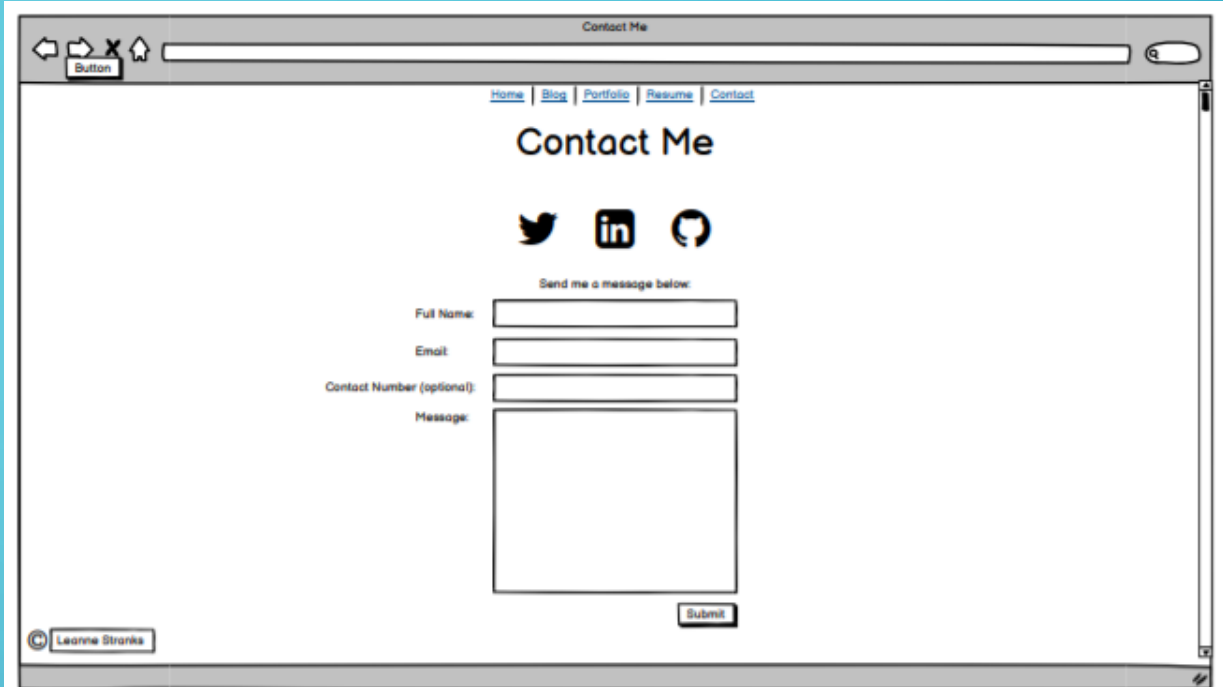 Contact Me
Button
Home | Blog | Portfolio | Resume | Contact
Contact Me
in
Send me a message below:
Full Name:
Email:
Contact Number (optional):
Message:
Submit
© Leanne Stranks